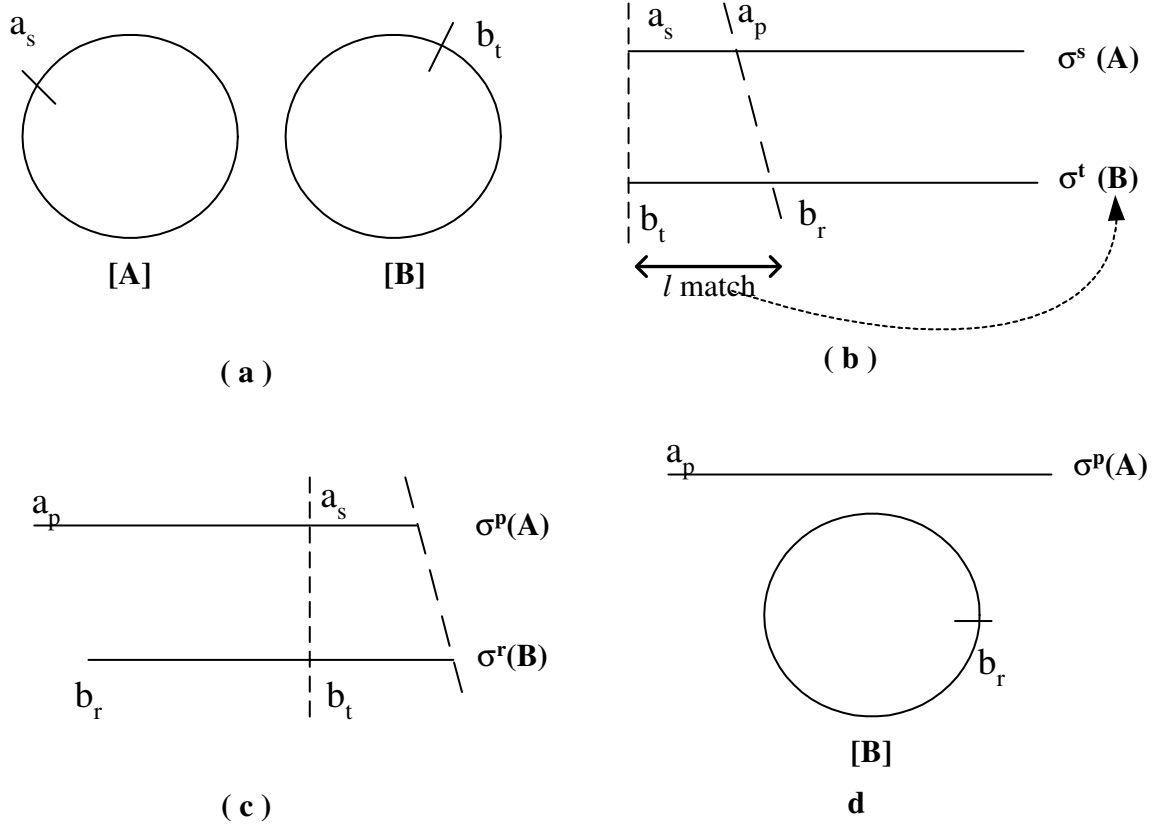 a_s
b_t
[A]
[B]
( a )
a_s a_p
σ^s (A)
σ^t (B)
b_t b_r
l match
( b )
a_p a_s
σ^p(A)
σ^r(B)
b_r b_t
( c )
a_p
σ^p(A)
b_r
[B]
d